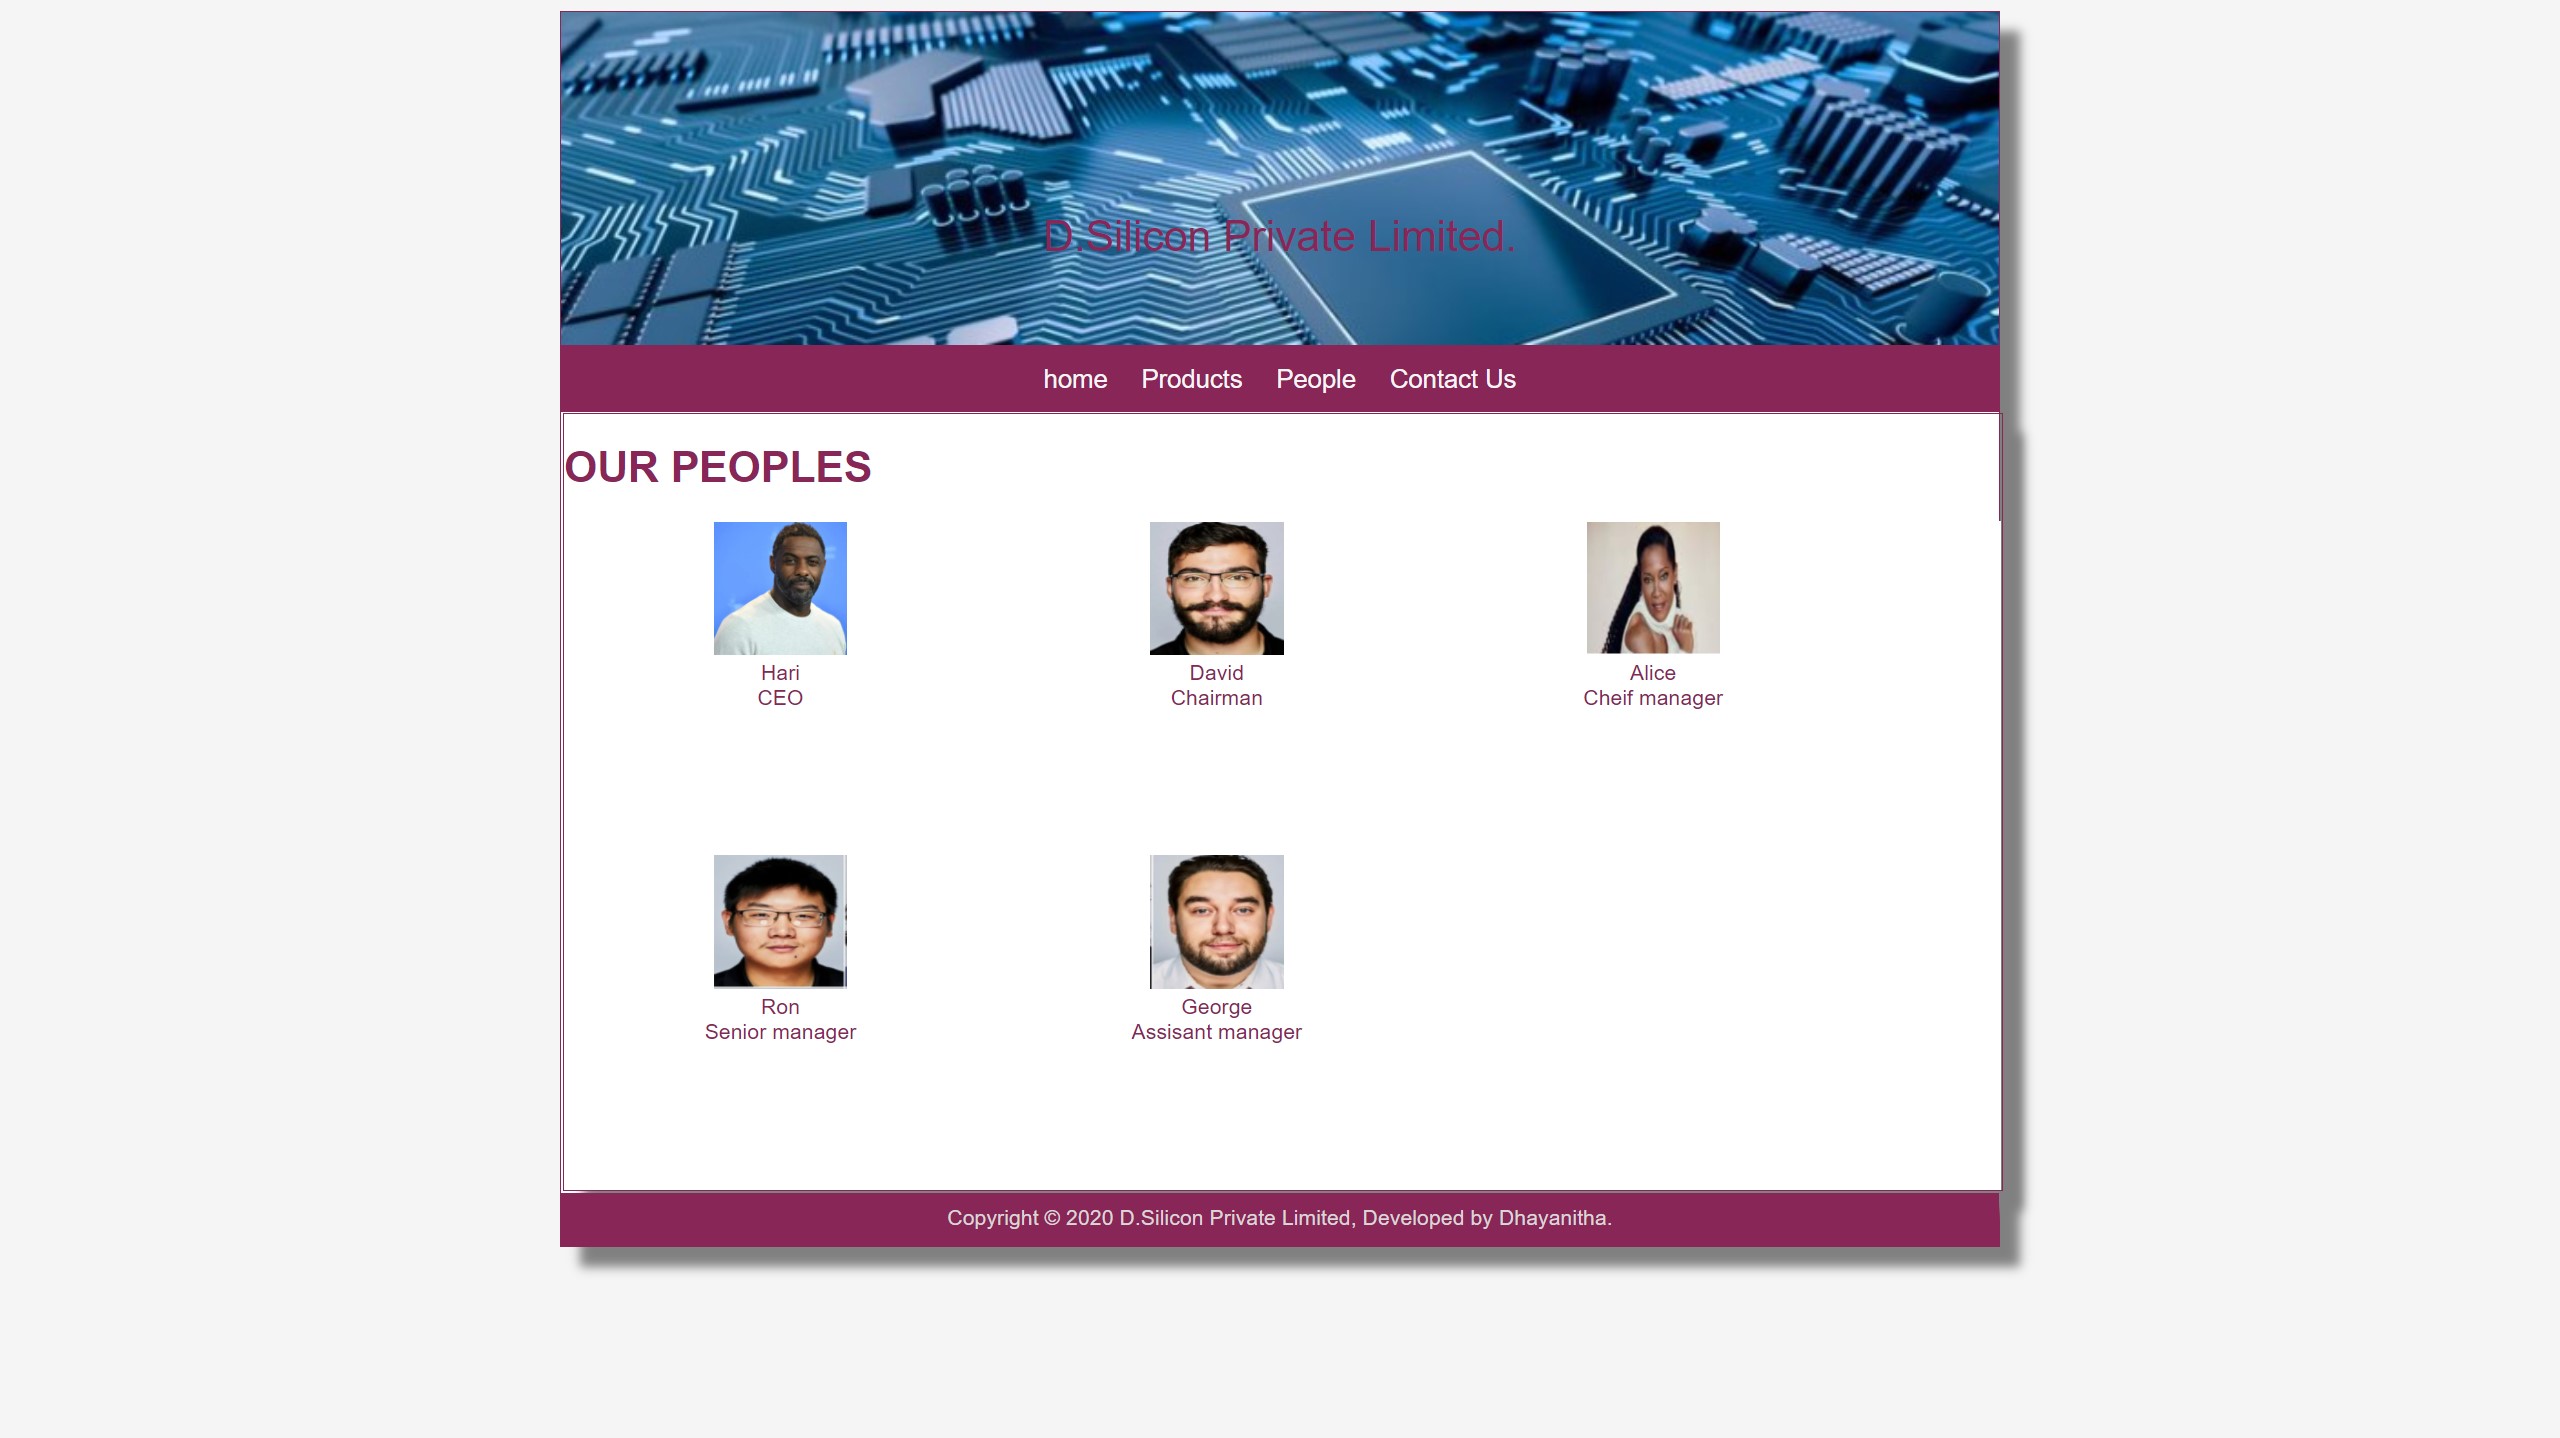 D.Silicon Private Limited.
home Products People Contact Us
OUR PEOPLES
Hari
CEO
David
Chairman
Alice
Cheif manager
Ron
Senior manager
George
Assisant manager
Copyright © 2020 D.Silicon Private Limited, Developed by Dhayanitha.